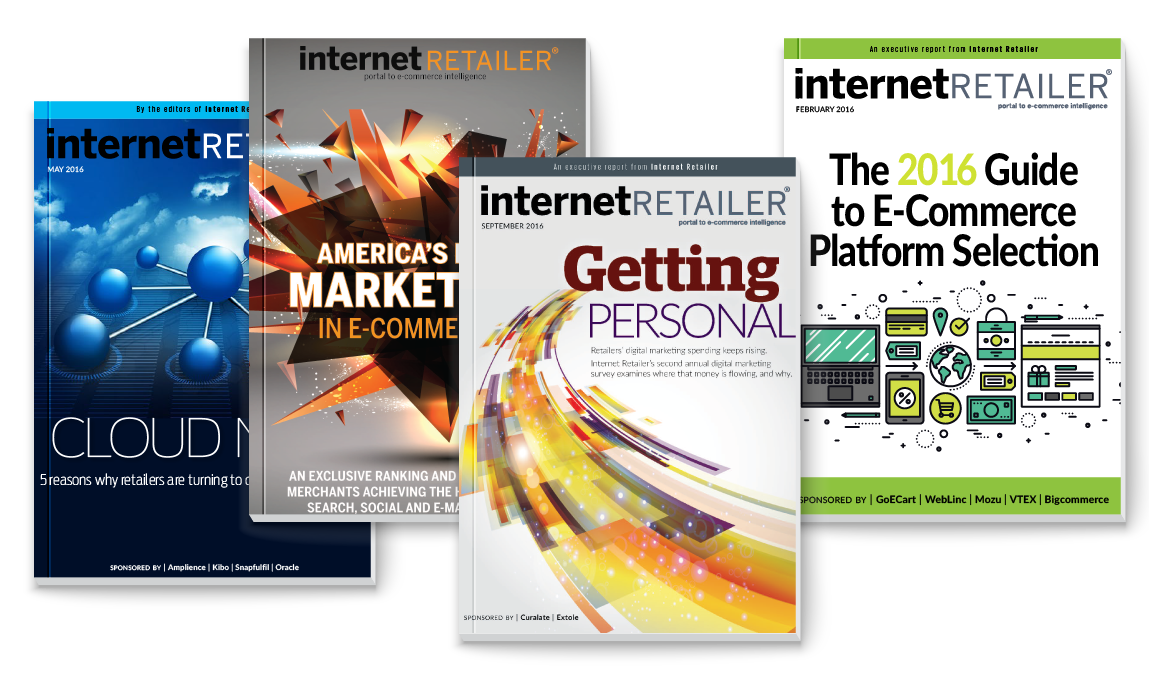 By the editors of Internet
internetRE
MAY 2016
CLOUD
5 reasons why retailers are turning to
SPONSORED BY | Amplience | Kibo | Snapfulfil | Oracle
internetRETAILER®
portal to e-commerce intelligence
AMERICA'S
MARKET
IN E-COMME
AN EXCLUSIVE RANKING AND
MERCHANTS ACHIEVING THE
SEARCH, SOCIAL AND E-MA
An executive report from Internet Retailer
internetRETAILER®
portal to e-commerce intelligence
SEPTEMBER 2016
Getting
PERSONAL
Retailers' digital marketing spending keeps rising.
Internet Retailer's second annual digital marketing
survey examines where that money is flowing, and why.
SPONSORED BY | Curalate | Extole
An executive report from Internet Retailer
internetRETAILER®
portal to e-commerce intelligence
FEBRUARY 2016
The 2016 Guide
to E-Commerce
Platform Selection
SPONSORED BY | GoECart | WebLinc | Mozu | VTEX | Bigcommerce